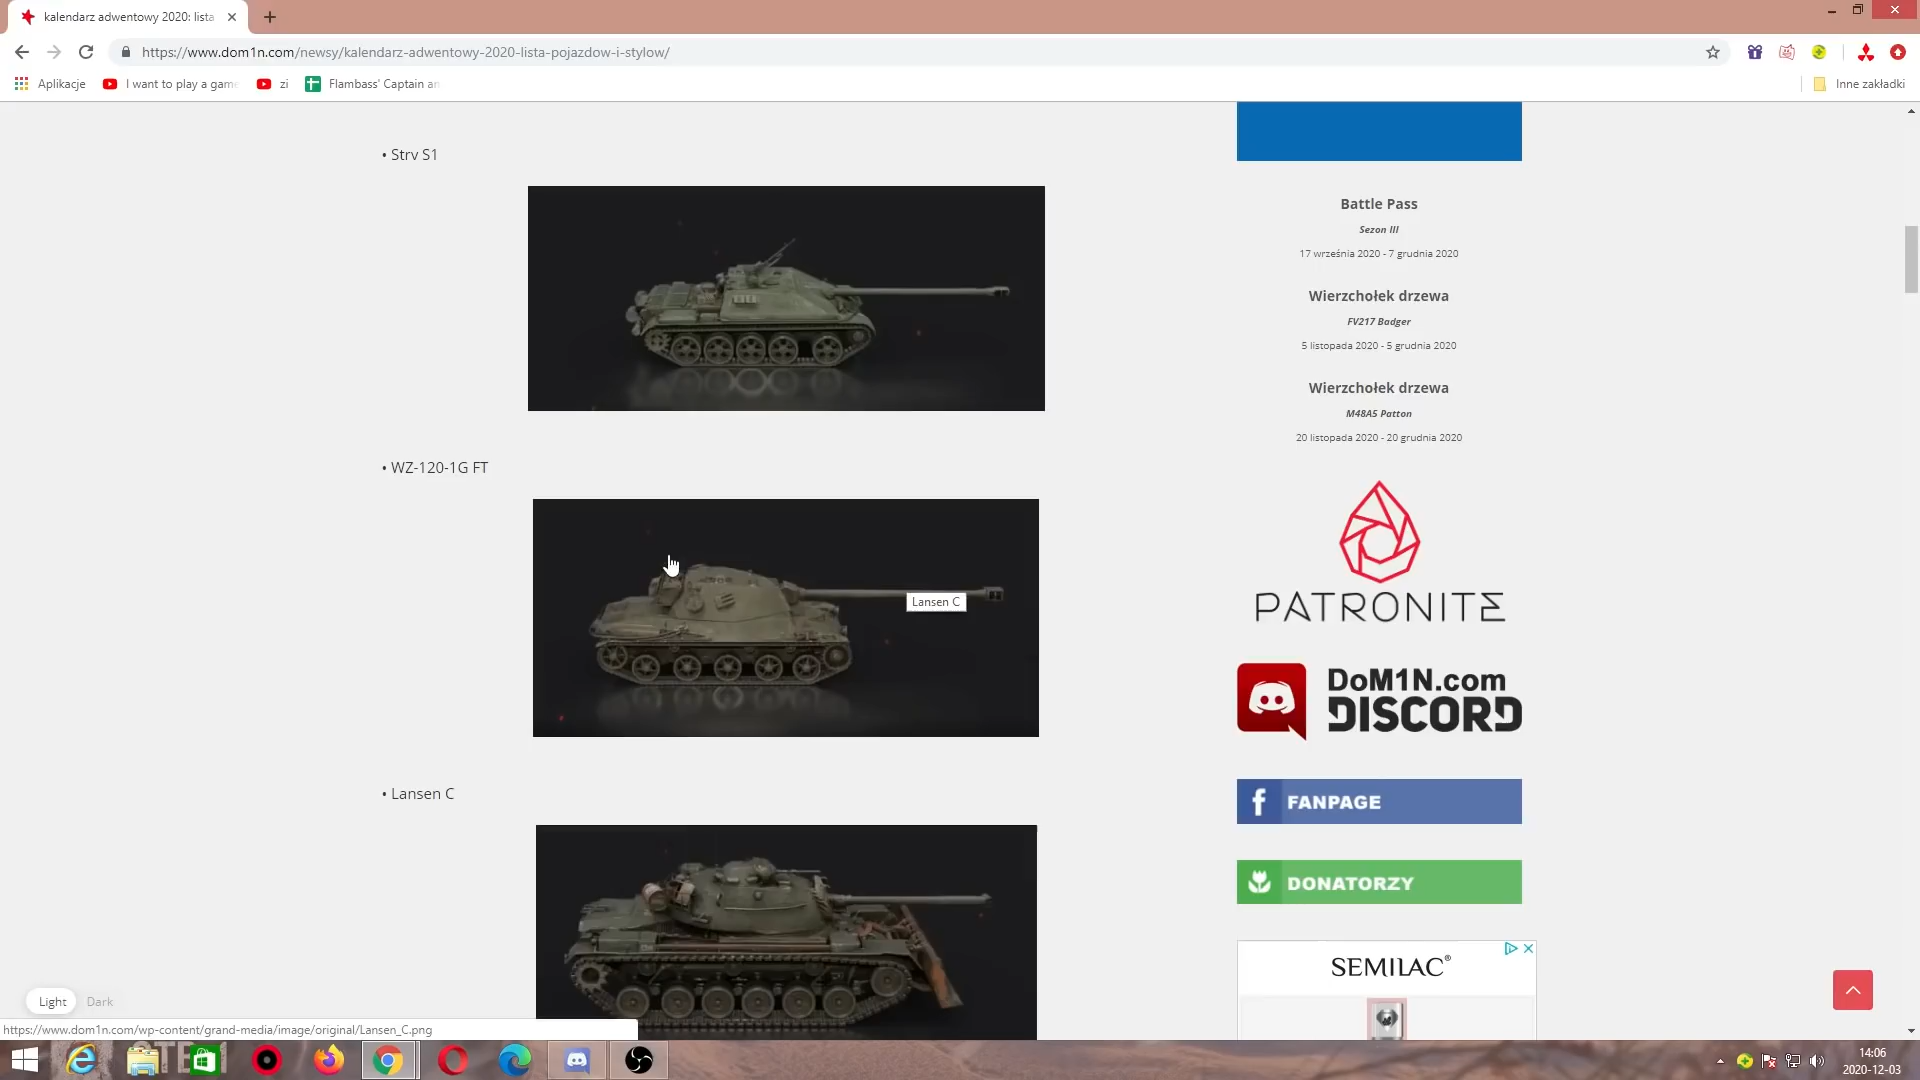 kalendarz adwentowy 2020: lista
https://www.dom1n.com/newsy/kalendarz-adwentowy-2020-lista-pojazdow-i-stylow/
Aplikacje
I want to play a game
zi
Flambass' Captain an
Inne zakładki
• Strv S1
• WZ-120-1G FT
Lansen C
• Lansen C
Battle Pass
Sezon III
17 września 2020 - 7 grudnia 2020
Wierzchołek drzewa
FV217 Badger
5 listopada 2020 - 5 grudnia 2020
Wierzchołek drzewa
M48A5 Patton
20 listopada 2020 - 20 grudnia 2020
PATRONITE
DoM1N.com
DISCORD
FANPAGE
DONATORZY
SEMILAC®
Light Dark
https://www.dom1n.com/wp-content/grand-media/image/original/Lansen_C.png
14:06
2020-12-03